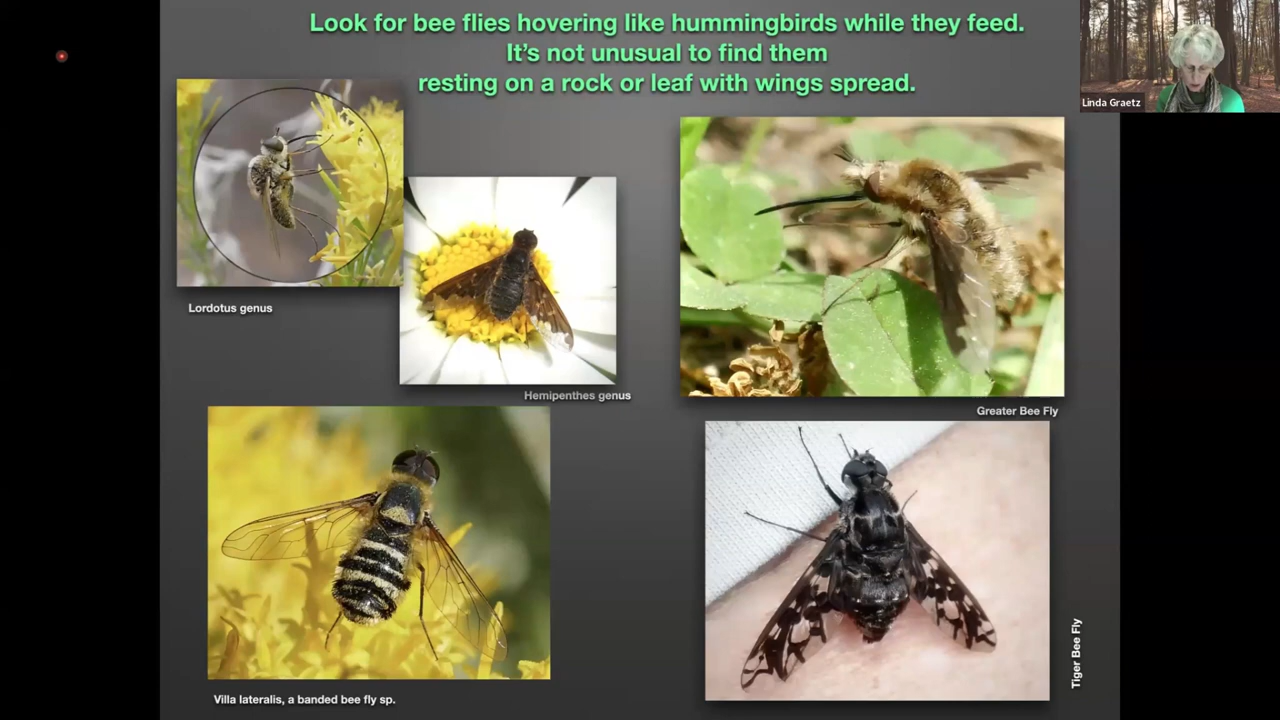 Look for bee flies hovering like hummingbirds while they feed.
It's not unusual to find them
resting on a rock or leaf with wings spread.
Linda Graetz
Lordotus genus
Hemipenthes genus
Greater Bee Fly
Villa lateralis, a banded bee fly sp.
Tiger Bee Fly